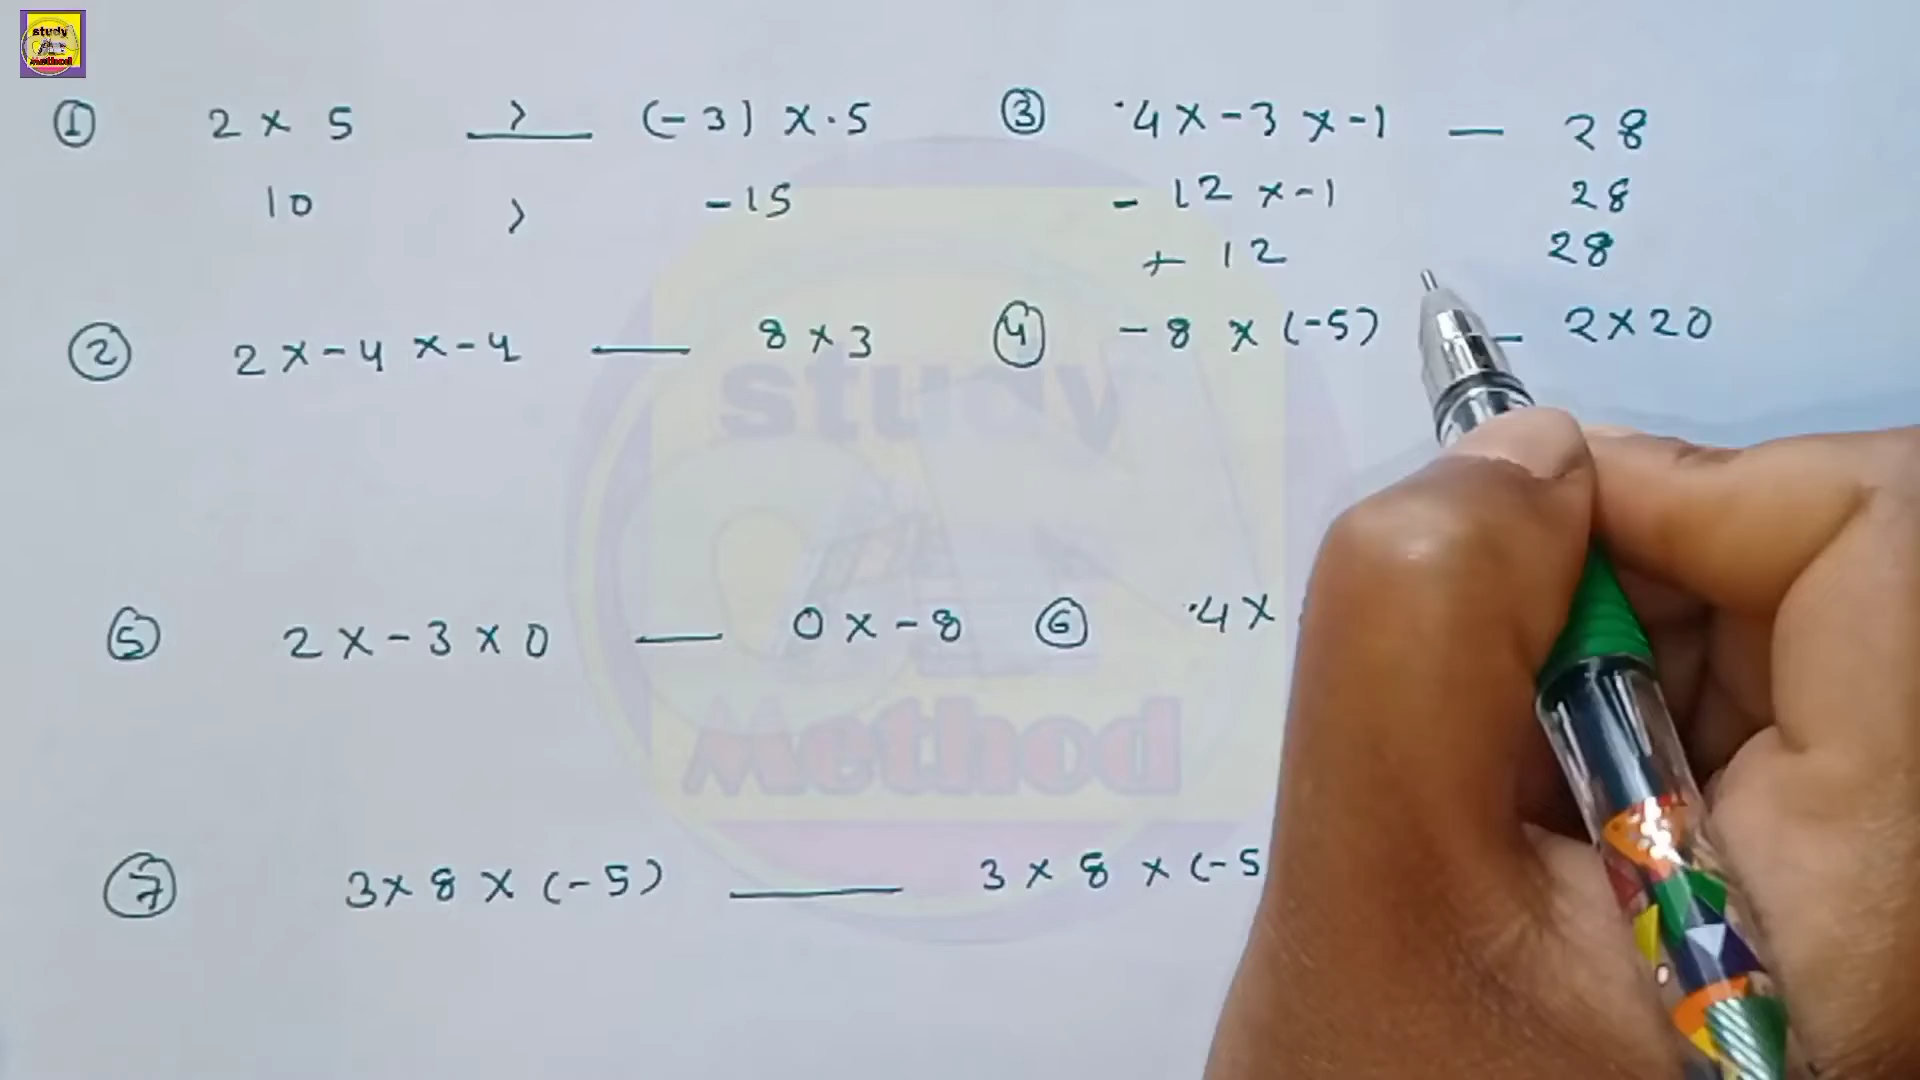 study
Method
① 2 x 5 > (-3) x .5
10 > -15
② 2 x -4 x -4 — 8 x 3
③ .4 x -3 x -1 — 28
- 12 x -1 28
+ 12 28
④ - 8 x (-5) — 2 x 20
study
Method
⑤ 2 x -3 x 0 — 0 x -8
⑥ .4 x
⑦ 3 x 8 x (-5) — 3 x 8 x (-5